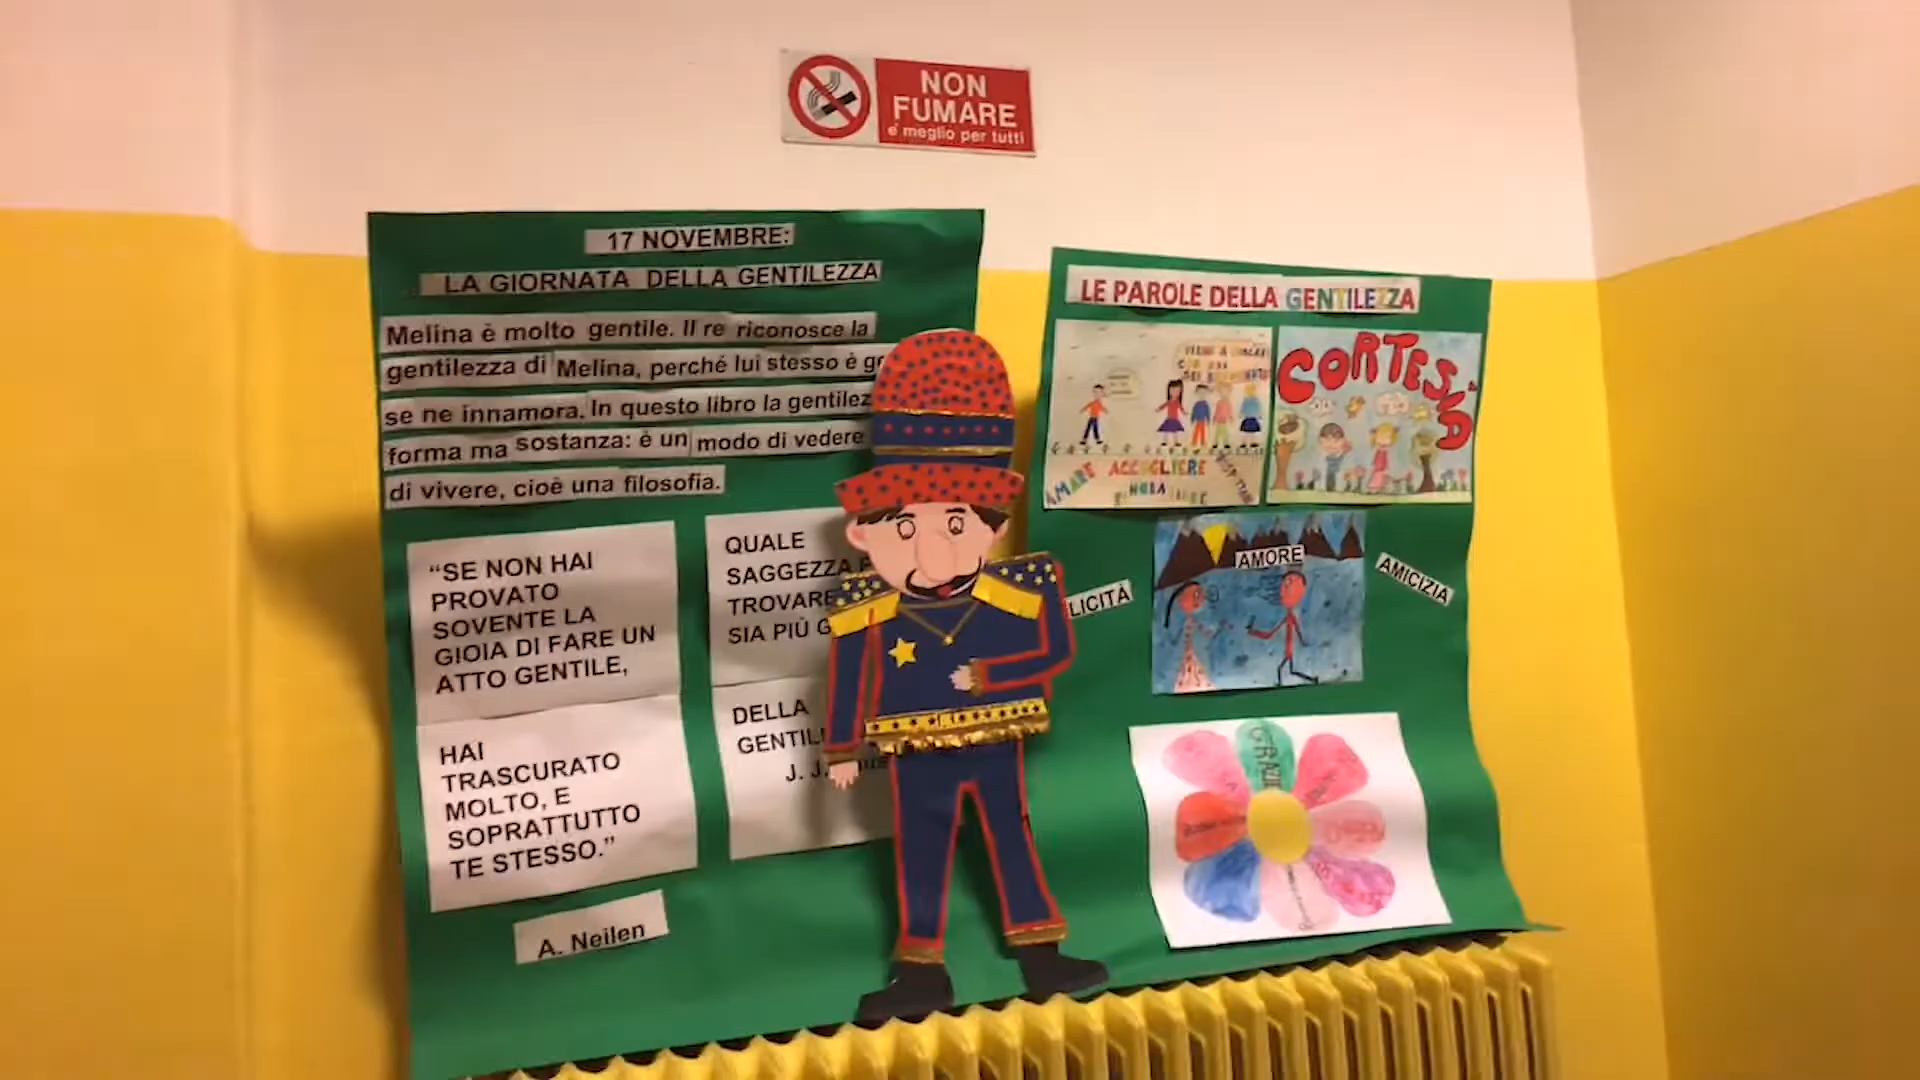 NON
FUMARE
é meglio per tutti
17 NOVEMBRE:
LA GIORNATA DELLA GENTILEZZA
Melina è molto gentile. Il re riconosce la
gentilezza di Melina, perché lui stesso è
se ne innamora. In questo libro la
forma ma sostanza: è un modo di vedere
di vivere, cioè una filosofia.
“SE NON HAI
PROVATO
SOVENTE LA
GIOIA DI FARE UN
ATTO GENTILE,
HAI
TRASCURATO
MOLTO, E
SOPRATTUTTO
TE STESSO.”
A. Neilen
QUALE
SAGGEZZA
TROVARE
SIA PIÙ
DELLA
J. J.
LE PAROLE DELLA GENTILEZZA
AMARE ACCOGLIERE
CORTESIA
AMORE
AMICIZIA
GRAZIE